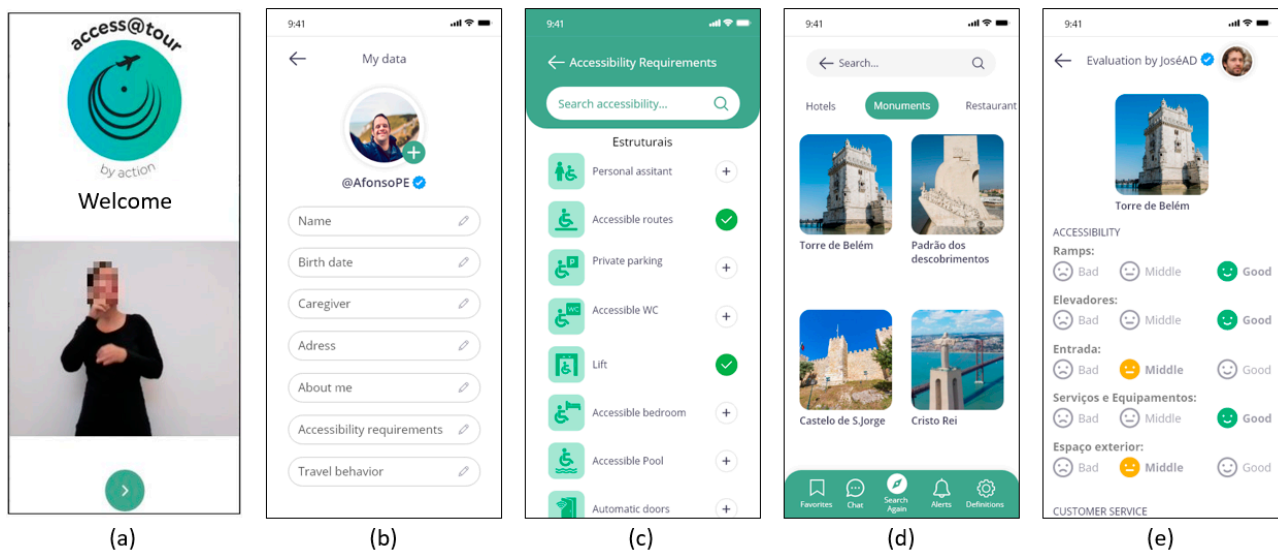 access@tour
by action
Welcome
(a)
9:41
My data
@AfonsoPE
Name
Birth date
Caregiver
Adress
About me
Accessibility requirements
Travel behavior
(b)
9:41
Accessibility Requirements
Search accessibility...
Estruturais
Personal assitant
Accessible routes
P
Private parking
WC
Accessible WC
Lift
Accessible bedroom
Accessible Pool
Automatic doors
(c)
9:41
Search...
Hotels Monuments Restaurant
Torre de Belém
Padrão dos
descobrimentos
Castelo de S.Jorge
Cristo Rei
Favorites
Chat
Search
Again
Alerts
Definitions
(d)
9:41
Evaluation by JoséAD
Torre de Belém
ACCESSIBILITY
Ramps:
Bad Middle Good
Elevadores:
Bad Middle Good
Entrada:
Bad Middle Good
Serviços e Equipamentos:
Bad Middle Good
Espaço exterior:
Bad Middle Good
CUSTOMER SERVICE
(e)